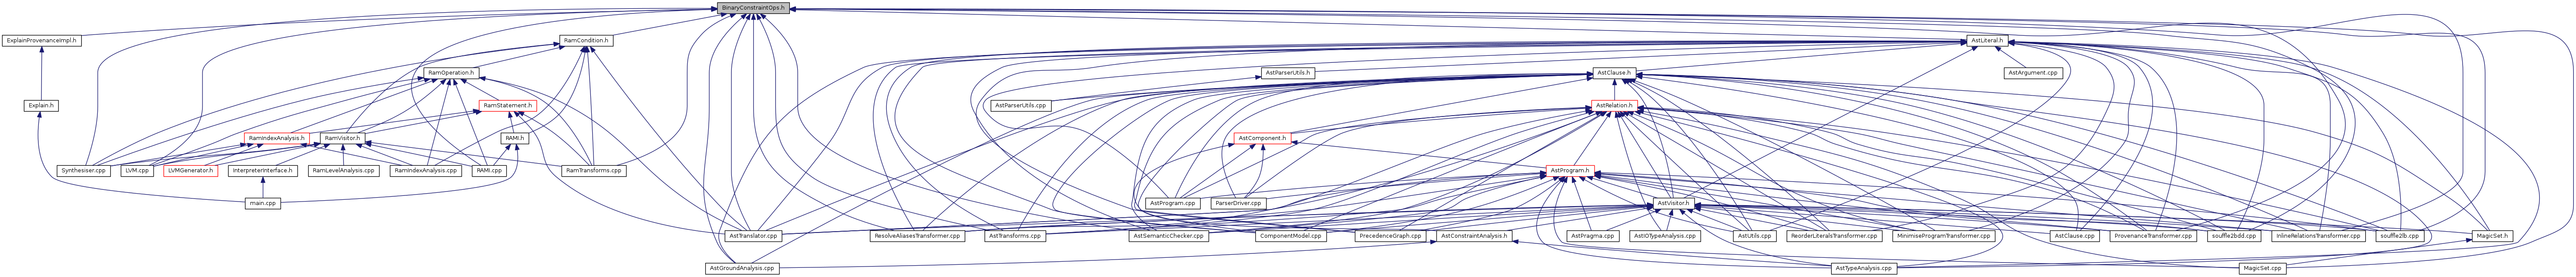 BinaryConstraintOps.h
ExplainProvenanceImpl.h
RamCondition.h
AstLiteral.h
RamOperation.h
AstParserUtils.h
AstClause.h
AstArgument.cpp
Explain.h
RamStatement.h
AstParserUtils.cpp
AstRelation.h
RamIndexAnalysis.h
RamVisitor.h
RAMI.h
AstComponent.h
Synthesiser.cpp
LVM.cpp
LVMGenerator.h
InterpreterInterface.h
RamLevelAnalysis.cpp
RamIndexAnalysis.cpp
RAMI.cpp
RamTransforms.cpp
AstProgram.h
main.cpp
AstProgram.cpp
ParserDriver.cpp
AstVisitor.h
AstTranslator.cpp
ResolveAliasesTransformer.cpp
AstTransforms.cpp
AstSemanticChecker.cpp
ComponentModel.cpp
PrecedenceGraph.cpp
AstConstraintAnalysis.h
AstPragma.cpp
AstIOTypeAnalysis.cpp
AstUtils.cpp
ReorderLiteralsTransformer.cpp
MinimiseProgramTransformer.cpp
AstClause.cpp
ProvenanceTransformer.cpp
souffle2bdd.cpp
InlineRelationsTransformer.cpp
souffle2lb.cpp
MagicSet.h
AstGroundAnalysis.cpp
AstTypeAnalysis.cpp
MagicSet.cpp